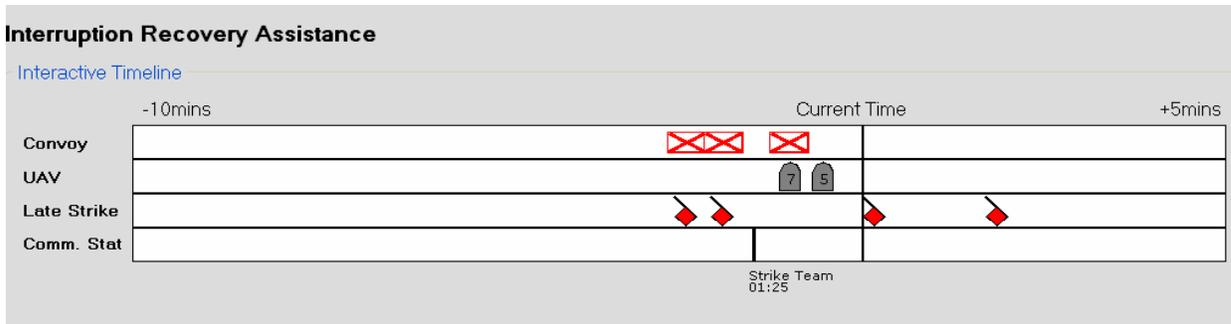 Interruption Recovery Assistance
Interactive Timeline
-10mins Current Time +5mins
Convoy
UAV 7 5
Late Strike
Comm. Stat
Strike Team
01:25